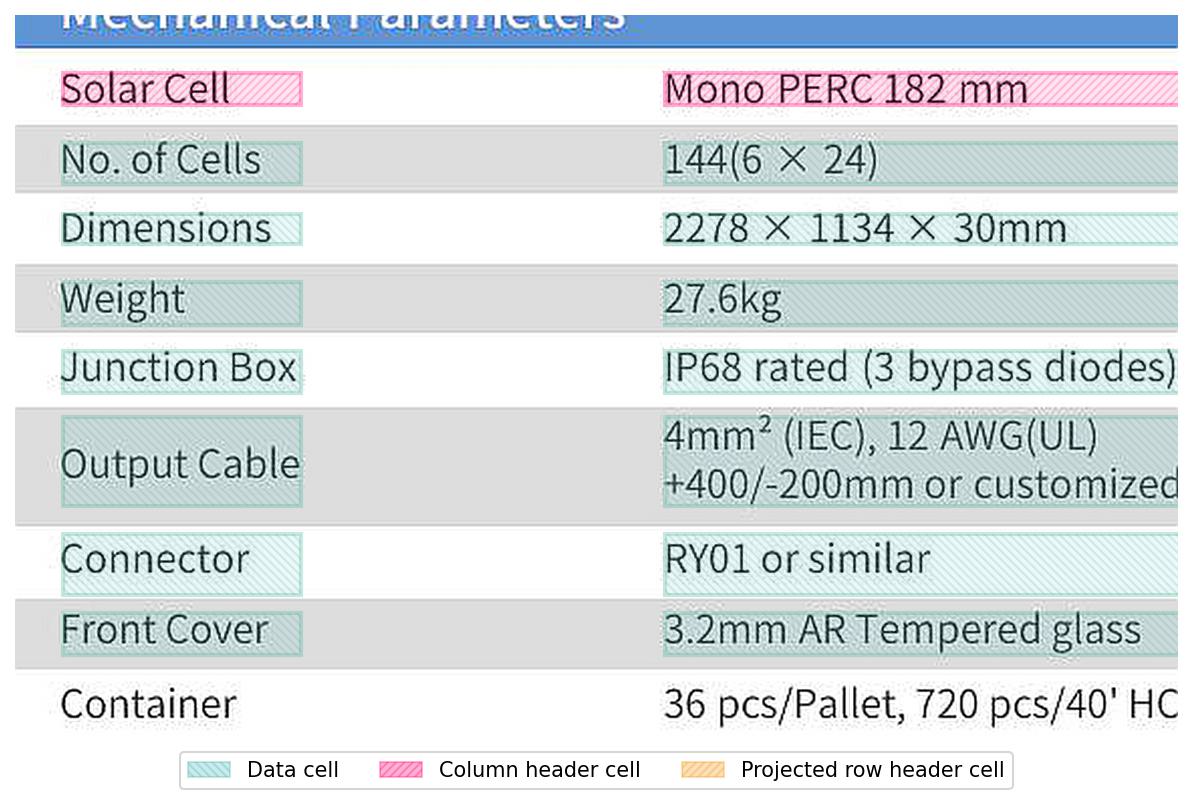 Mechanical Parameters
Solar Cell Mono PERC 182 mm
No. of Cells 144(6 × 24)
Dimensions 2278 × 1134 × 30mm
Weight 27.6kg
Junction Box IP68 rated (3 bypass diodes)
Output Cable 4mm² (IEC), 12 AWG(UL)
+400/-200mm or customized
Connector RY01 or similar
Front Cover 3.2mm AR Tempered glass
Container 36 pcs/Pallet, 720 pcs/40' HC
Data cell Column header cell Projected row header cell